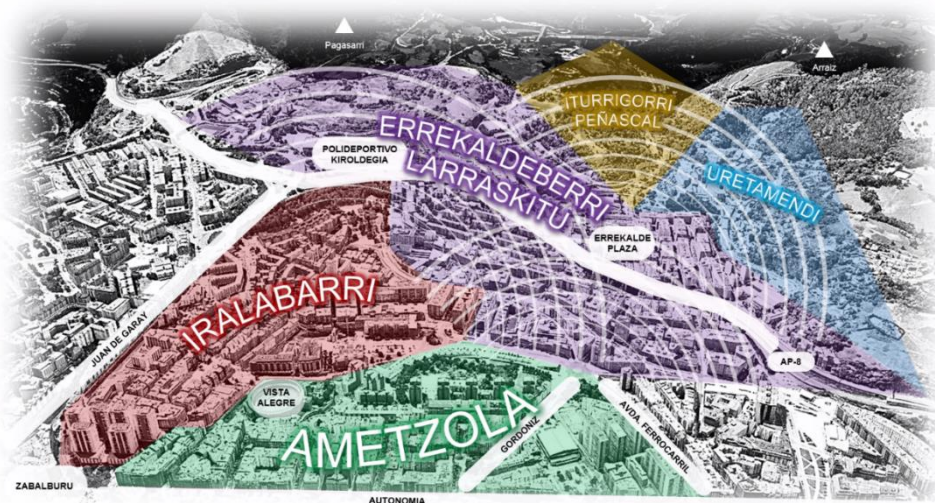 Pagasarri
Arraiz
ITURRIGORRI
PEÑASCAL
ERREKALDEBERRI
LARRASKITU
POLIDEPORTIVO
KIROLDEGIA
URETAMENDI
ERREKALDE
PLAZA
IRALABARRI
JUAN DE GARAY
AP-8
VISTA
ALEGRE
AMETZOLA
GORDONIZ
AVDA. FERROCARRIL
ZABALBURU
AUTONOMIA